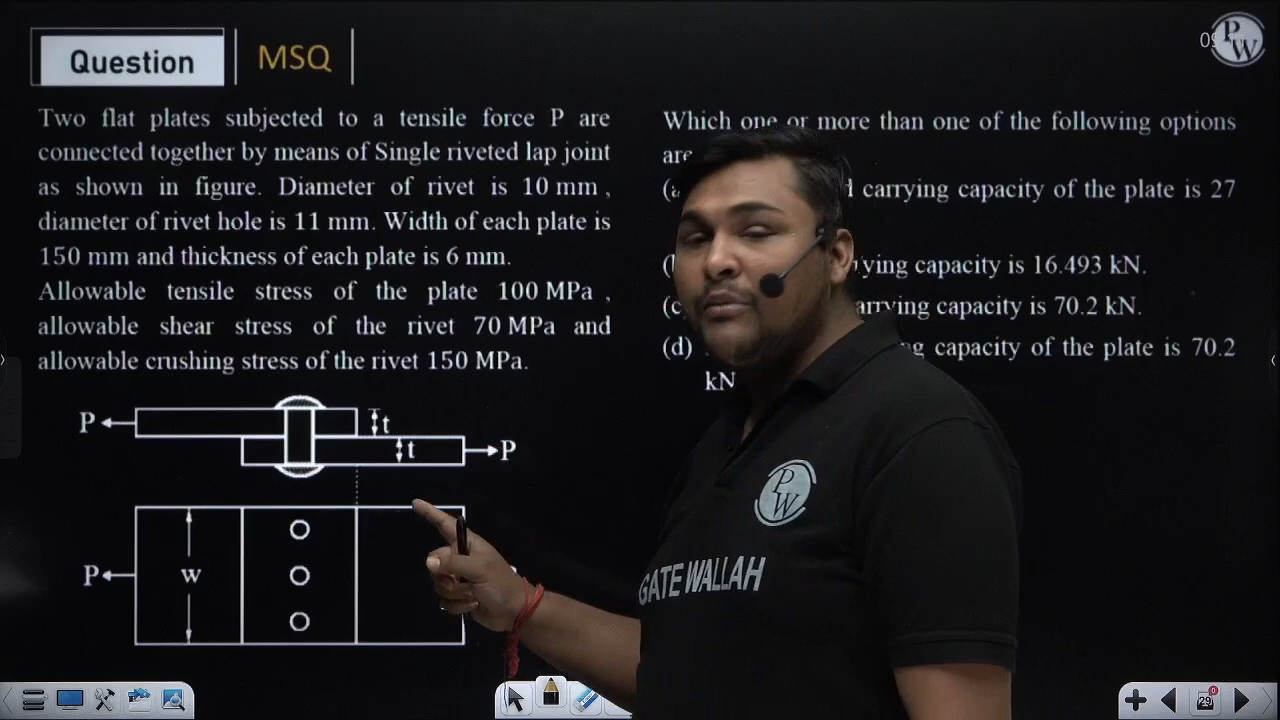 Question
MSQ
Two flat plates subjected to a tensile force P are
connected together by means of Single riveted lap joint
as shown in figure. Diameter of rivet is 10 mm ,
diameter of rivet hole is 11 mm. Width of each plate is
150 mm and thickness of each plate is 6 mm.
Allowable tensile stress of the plate 100 MPa ,
allowable shear stress of the rivet 70 MPa and
allowable crushing stress of the rivet 150 MPa.
P
t
t
P
P
w
Which one or more than one of the following options
are
carrying capacity of the plate is 27
capacity is 16.493 kN.
capacity is 70.2 kN.
(d) capacity of the plate is 70.2
kN
PW
PW
GATE WALLAH
29